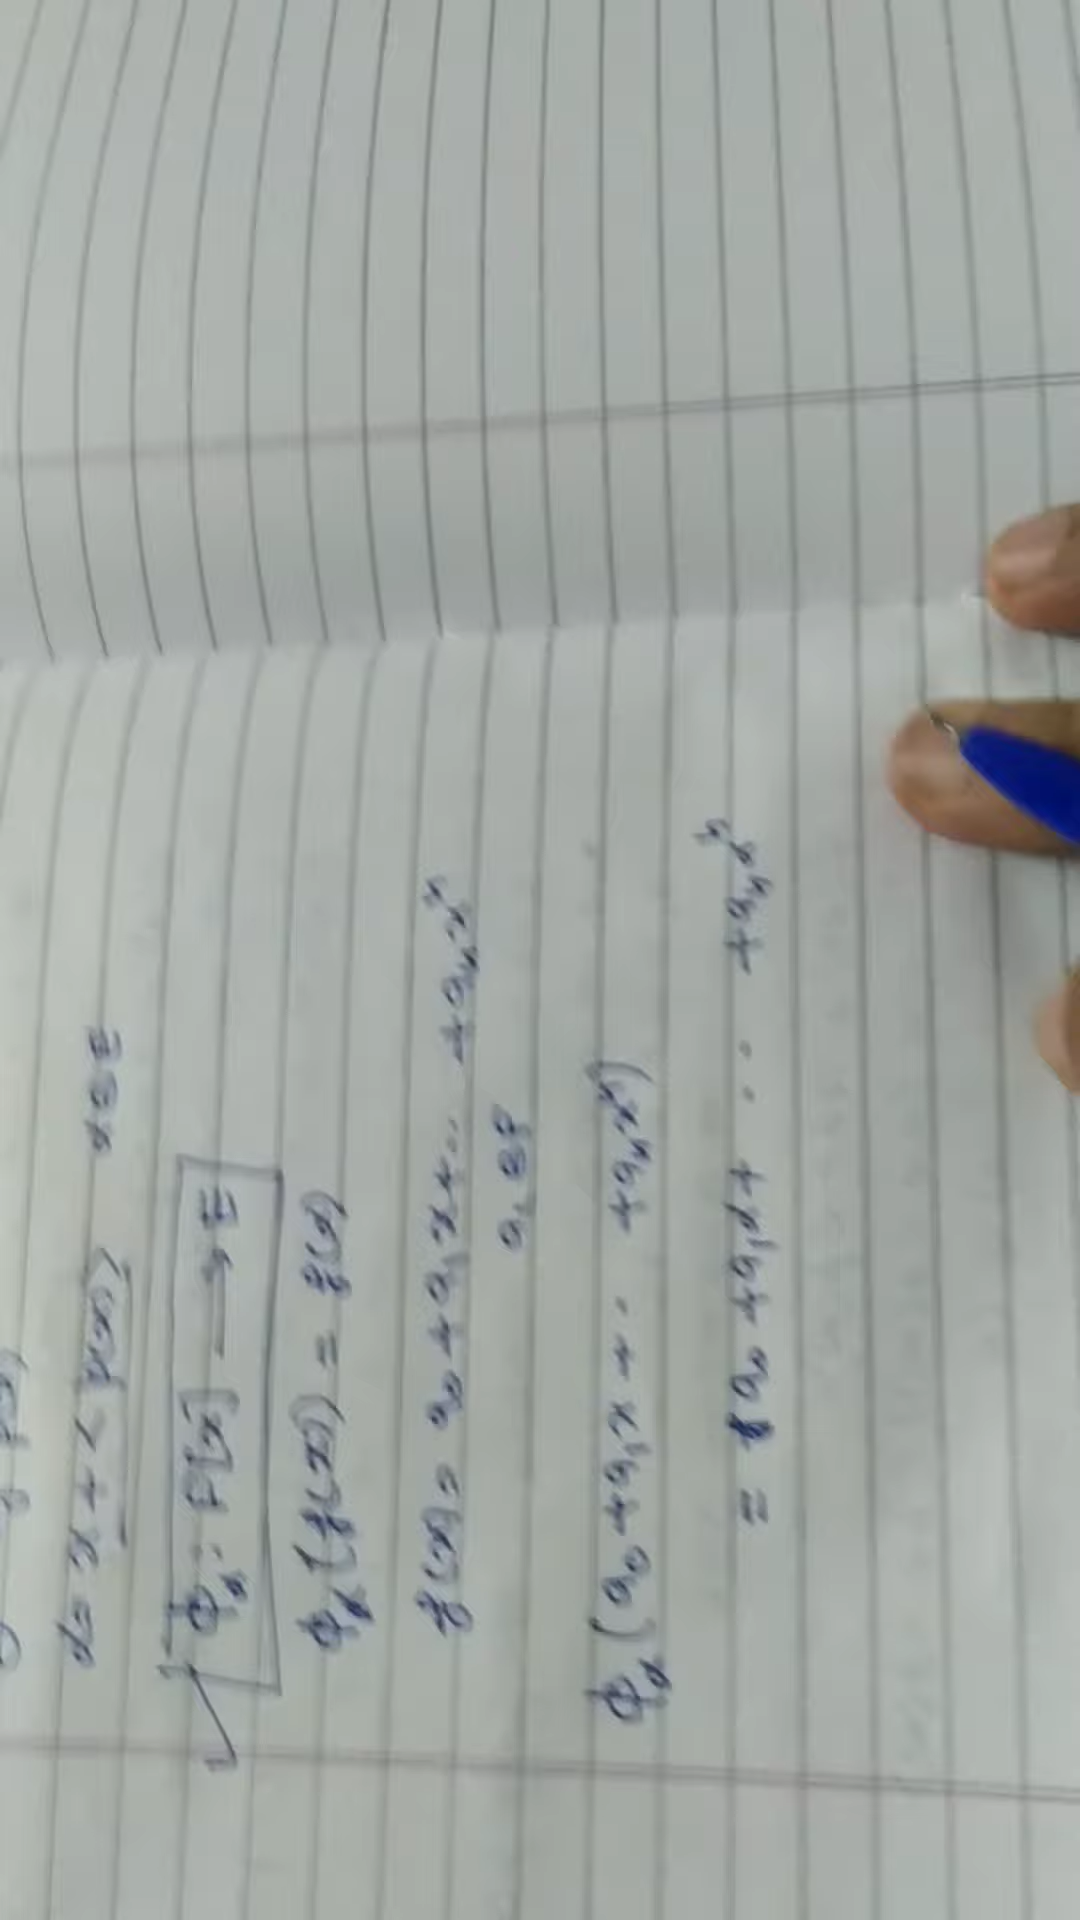 α = x + < p(x) >    α ∈ E
Φ_α : F[x] → E
Φ_α (f(x)) = f(α)
f(x) = a₀ + a₁x + . . + aₙxⁿ
aᵢ ∈ F
Φ_α (a₀ + a₁x + . + aₙxⁿ)
= a₀ + a₁α + . . + aₙαⁿ